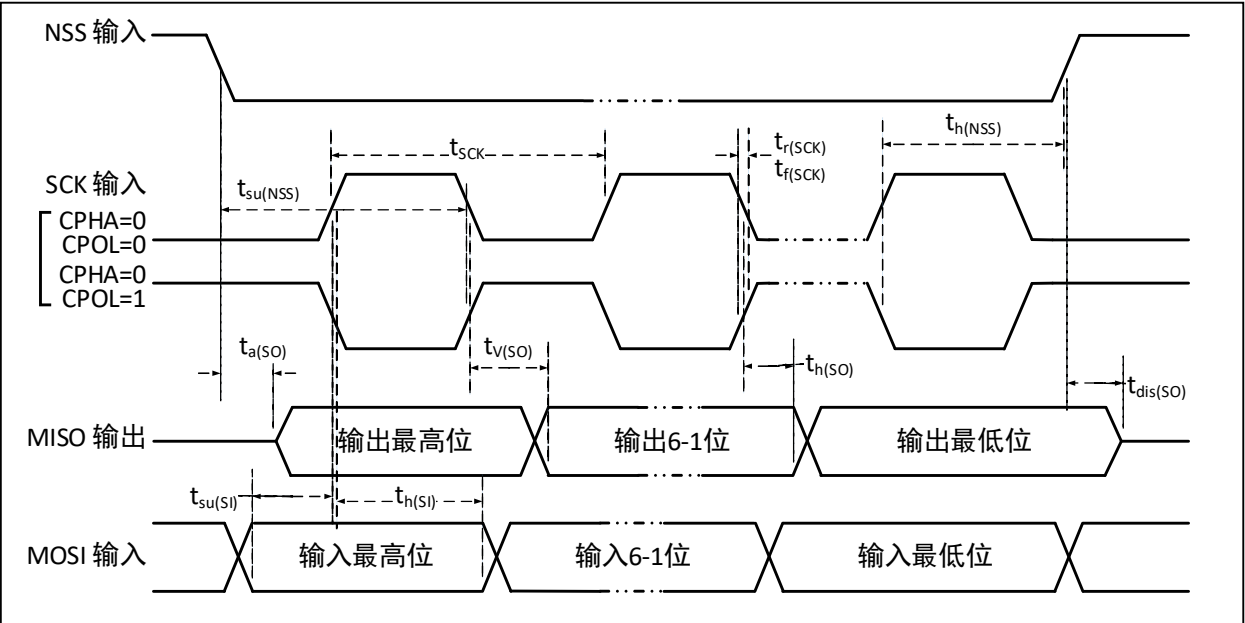 NSS 输入
t_h(NSS)
t_SCK
t_r(SCK)
t_f(SCK)
SCK 输入
t_su(NSS)
CPHA=0
CPOL=0
CPHA=0
CPOL=1
t_a(SO)
t_V(SO)
t_h(SO)
t_dis(SO)
MISO 输出
输出最高位
输出6-1位
输出最低位
t_su(SI)
t_h(SI)
MOSI 输入
输入最高位
输入6-1位
输入最低位